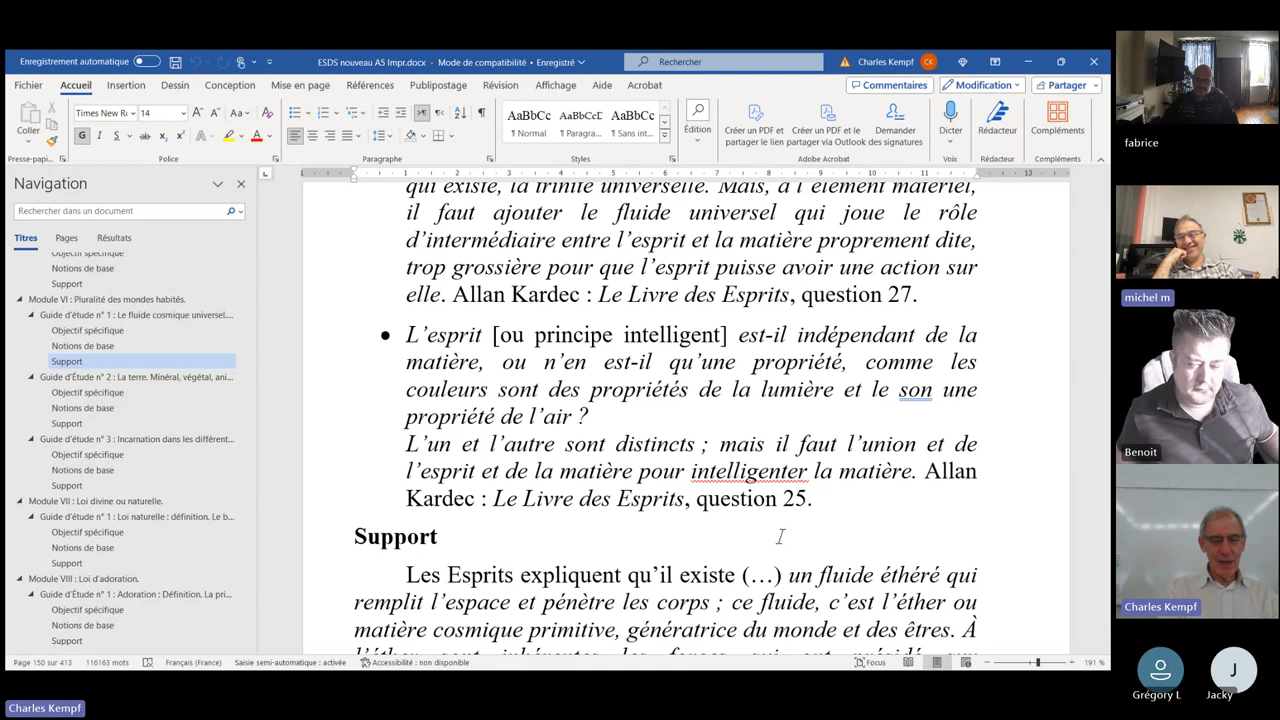 Enregistrement automatique
ESDS nouveau A5 Impr.docx - Mode de compatibilité • Enregistré
Rechercher
Charles Kempf
CK
Fichier Accueil Insertion Dessin Conception Mise en page Références Publipostage Révision Affichage Aide Acrobat
Commentaires Modification Partager
Times New R 14
AaBbCc AaBbCcD AaBbCc
¶ Normal ¶ Paragra... ¶ Sans int...
Coller
Édition
Créer un PDF et partager le lien
Créer un PDF et le partager via Outlook
Demander des signatures
Dicter
Rédacteur
Compléments
Presse-pap... Police Paragraphe Styles Adobe Acrobat Voix Rédacteur Compléments
Navigation
Rechercher dans un document
Titres Pages Résultats
Objectif spécifique
Notions de base
Support
Module VI : Pluralité des mondes habités.
Guide d'étude n° 1 : Le fluide cosmique universel....
Objectif spécifique
Notions de base
Support
Guide d'Étude n° 2 : La terre. Minéral, végétal, ani...
Objectif spécifique
Notions de base
Support
Guide d'étude n° 3 : Incarnation dans les différent...
Objectif spécifique
Notions de base
Support
Module VII : Loi divine ou naturelle.
Guide d'étude n° 1 : Loi naturelle : définition. Le b...
Objectif spécifique
Notions de base
Support
Module VIII : Loi d'adoration.
Guide d'étude n° 1 : Adoration : Définition. La pri...
Objectif spécifique
Notions de base
Support
qui existe, la trinité universelle. Mais, à l'élément matériel,
il faut ajouter le fluide universel qui joue le rôle
d'intermédiaire entre l'esprit et la matière proprement dite,
trop grossière pour que l'esprit puisse avoir une action sur
elle. Allan Kardec : Le Livre des Esprits, question 27.
• L'esprit [ou principe intelligent] est-il indépendant de la
matière, ou n'en est-il qu'une propriété, comme les
couleurs sont des propriétés de la lumière et le son une
propriété de l'air ?
L'un et l'autre sont distincts ; mais il faut l'union et de
l'esprit et de la matière pour intelligenter la matière. Allan
Kardec : Le Livre des Esprits, question 25.
Support
Les Esprits expliquent qu'il existe (…) un fluide éthéré qui
remplit l'espace et pénètre les corps ; ce fluide, c'est l'éther ou
matière cosmique primitive, génératrice du monde et des êtres. À
Page 150 sur 413 116163 mots Français (France) Saisie semi-automatique : activée Accessibilité : non disponible Focus 191 %
fabrice
michel m
Benoit
Charles Kempf
Grégory L
J
Jacky
Charles Kempf